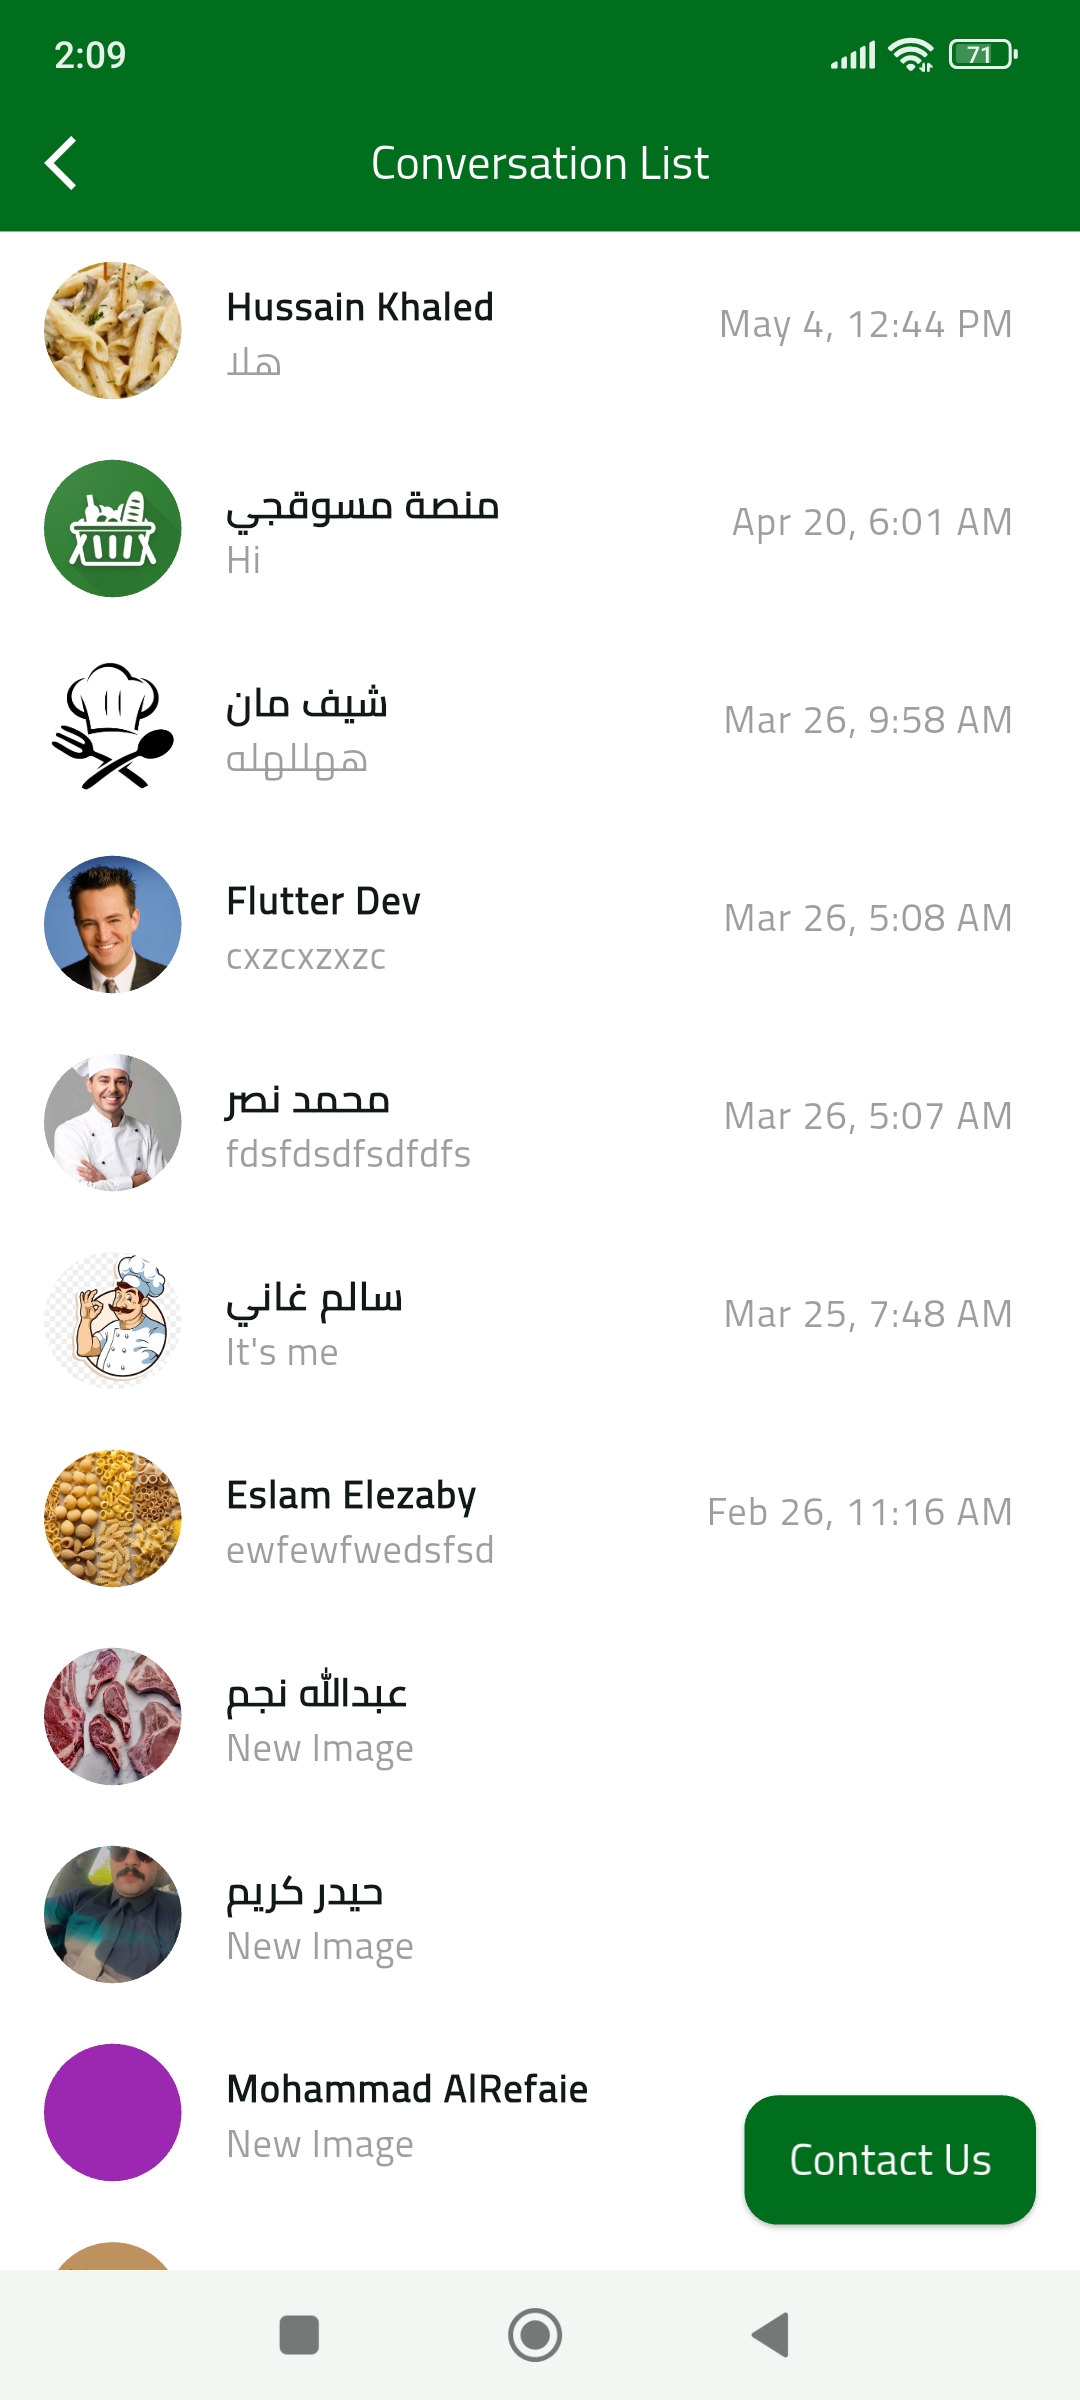 2:09
71
Conversation List
Hussain Khaled
May 4, 12:44 PM
هلا
منصة مسوقجي
Apr 20, 6:01 AM
Hi
شيف مان
Mar 26, 9:58 AM
ههللهله
Flutter Dev
Mar 26, 5:08 AM
cxzcxzxzc
محمد نصر
Mar 26, 5:07 AM
fdsfdsdfsdfdfs
سالم غاني
Mar 25, 7:48 AM
It's me
Eslam Elezaby
Feb 26, 11:16 AM
ewfewfwedsfsd
عبدالله نجم
New Image
حيدر كريم
New Image
Mohammad AlRefaie
New Image
Contact Us